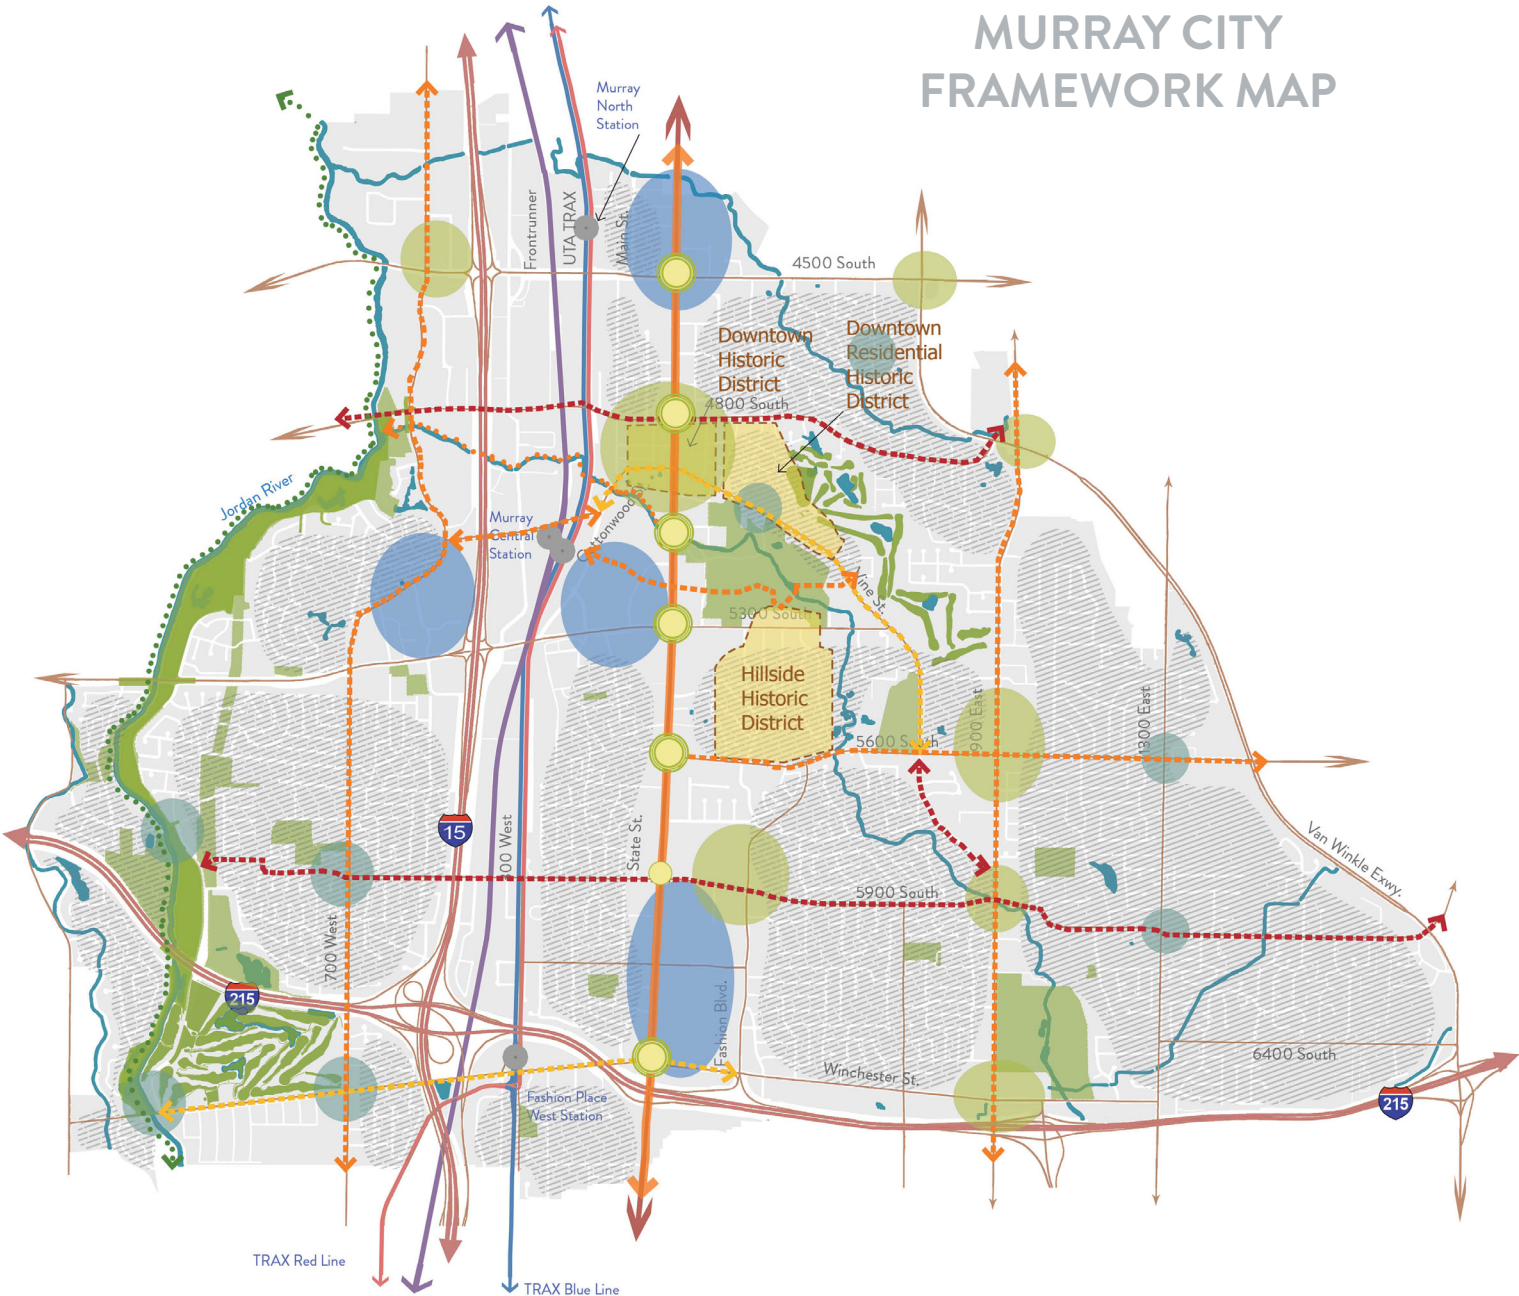 MURRAY CITY
FRAMEWORK MAP
Murray
North
Station
Frontrunner
UTA TRAX
Main St.
4500 South
Downtown
Historic
District
Downtown
Residential
Historic
District
4800 South
Jordan River
Murray
Central
Station
Cottonwood St.
Vine St.
5300 South
Hillside
Historic
District
5600 South
900 East
1300 East
15
State St.
Van Winkle Exwy.
5900 South
700 West
215
Fashion Blvd.
6400 South
Winchester St.
Fashion Place
West Station
215
TRAX Red Line
TRAX Blue Line